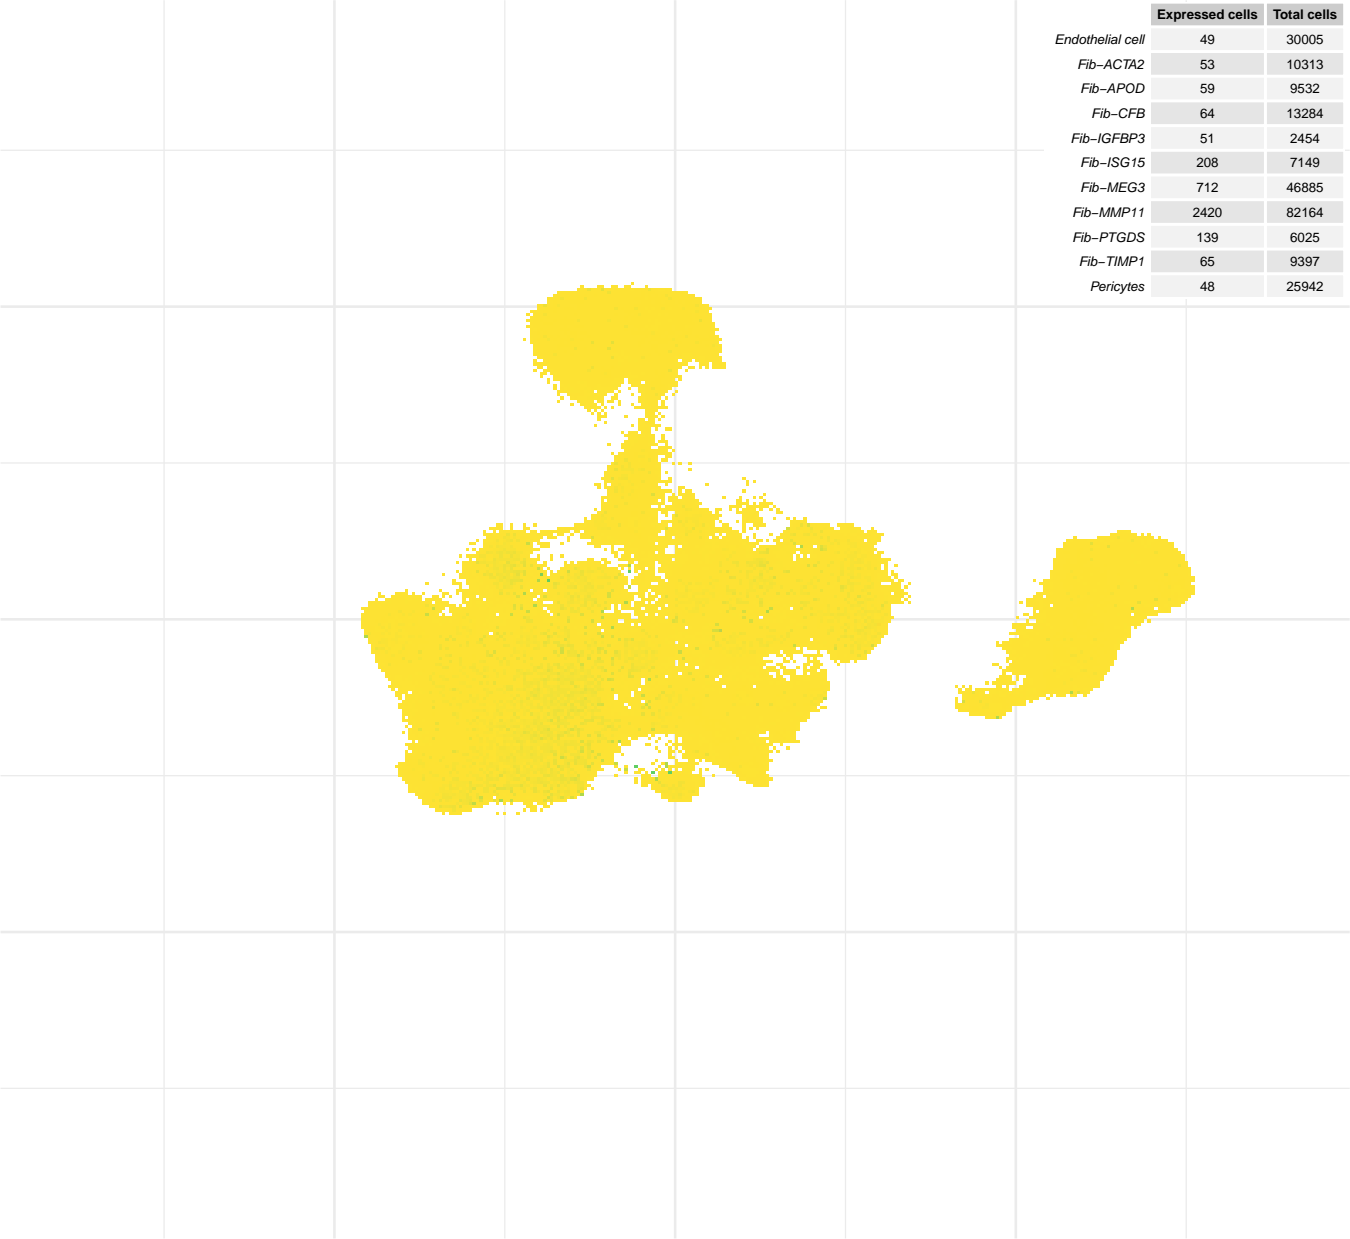 Expressed cells Total cells
Endothelial cell 49 30005
Fib−ACTA2 53 10313
Fib−APOD 59 9532
Fib−CFB 64 13284
Fib−IGFBP3 51 2454
Fib−ISG15 208 7149
Fib−MEG3 712 46885
Fib−MMP11 2420 82164
Fib−PTGDS 139 6025
Fib−TIMP1 65 9397
Pericytes 48 25942